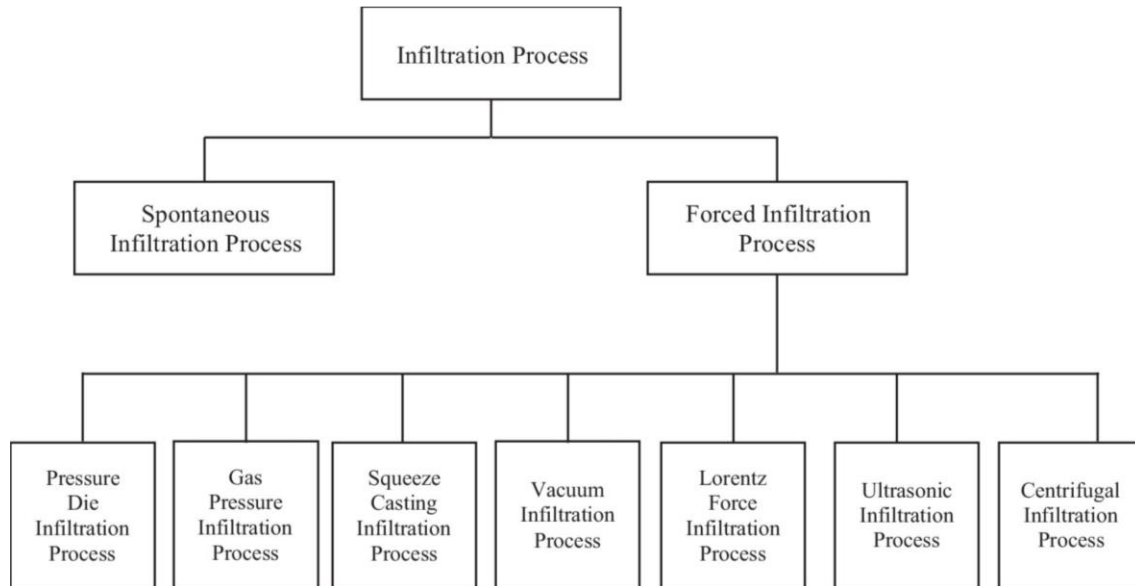 Infiltration Process
Spontaneous
Infiltration Process
Forced Infiltration
Process
Pressure
Die
Infiltration
Process
Gas
Pressure
Infiltration
Process
Squeeze
Casting
Infiltration
Process
Vacuum
Infiltration
Process
Lorentz
Force
Infiltration
Process
Ultrasonic
Infiltration
Process
Centrifugal
Infiltration
Process